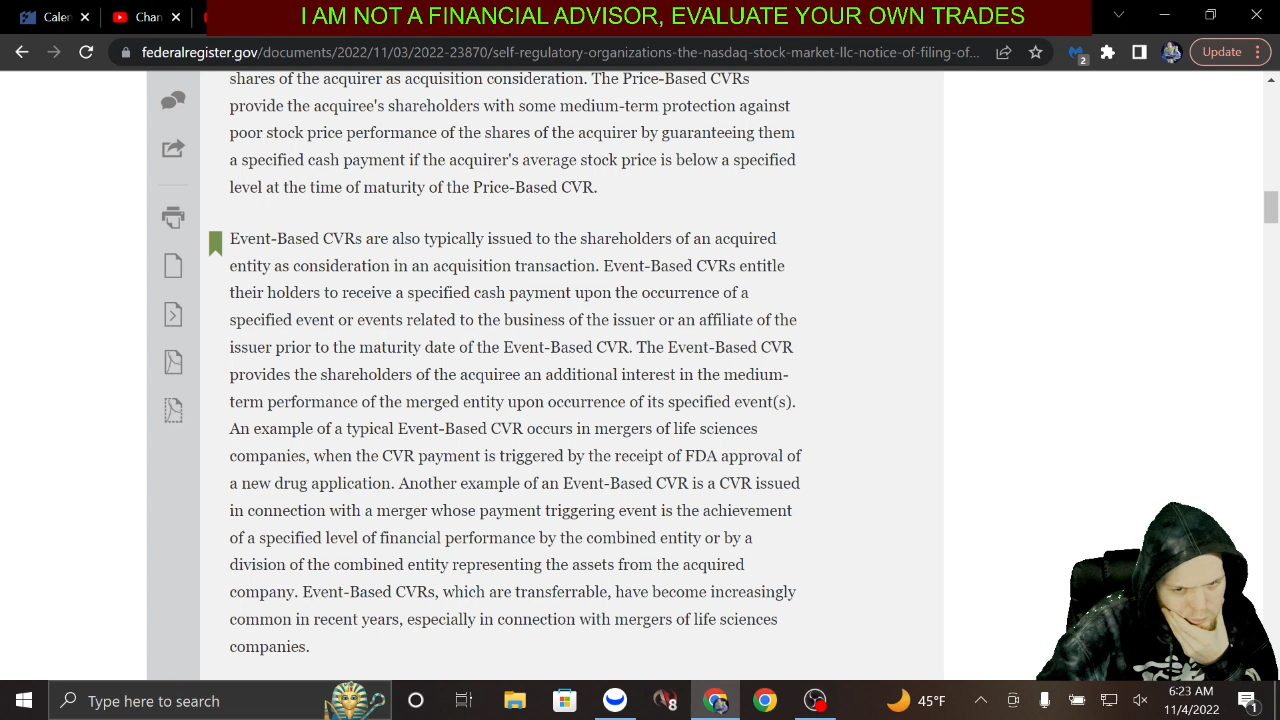 I AM NOT A FINANCIAL ADVISOR, EVALUATE YOUR OWN TRADES
Calen
Chan
federalregister.gov/documents/2022/11/03/2022-23870/self-regulatory-organizations-the-nasdaq-stock-market-llc-notice-of-filing-of...
2
Update
shares of the acquirer as acquisition consideration. The Price-Based CVRs
provide the acquiree's shareholders with some medium-term protection against
poor stock price performance of the shares of the acquirer by guaranteeing them
a specified cash payment if the acquirer's average stock price is below a specified
level at the time of maturity of the Price-Based CVR.
Event-Based CVRs are also typically issued to the shareholders of an acquired
entity as consideration in an acquisition transaction. Event-Based CVRs entitle
their holders to receive a specified cash payment upon the occurrence of a
specified event or events related to the business of the issuer or an affiliate of the
issuer prior to the maturity date of the Event-Based CVR. The Event-Based CVR
provides the shareholders of the acquiree an additional interest in the medium-
term performance of the merged entity upon occurrence of its specified event(s).
An example of a typical Event-Based CVR occurs in mergers of life sciences
companies, when the CVR payment is triggered by the receipt of FDA approval of
a new drug application. Another example of an Event-Based CVR is a CVR issued
in connection with a merger whose payment triggering event is the achievement
of a specified level of financial performance by the combined entity or by a
division of the combined entity representing the assets from the acquired
company. Event-Based CVRs, which are transferrable, have become increasingly
common in recent years, especially in connection with mergers of life sciences
companies.
Type here to search
8
45°F
6:23 AM
11/4/2022
1